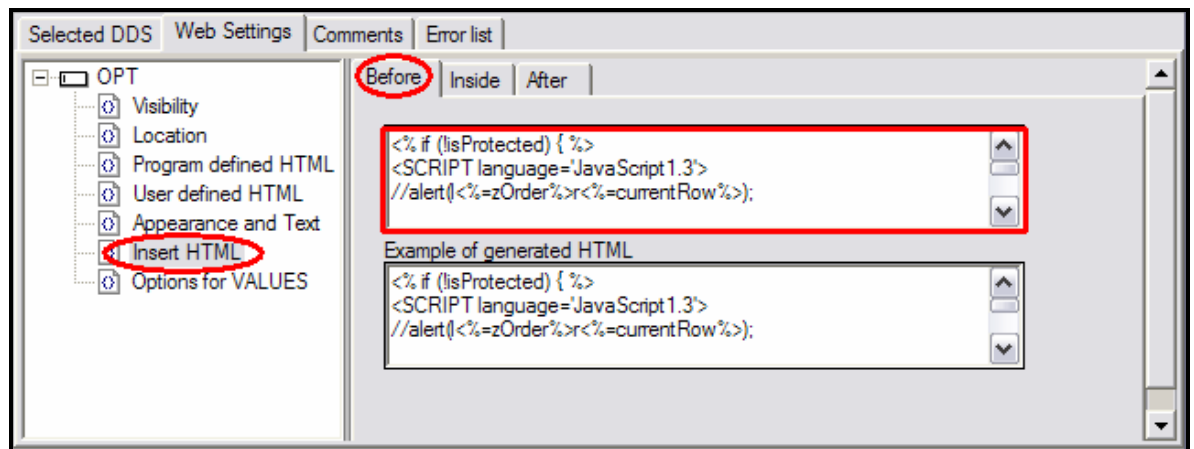 Selected DDS Web Settings Comments Error list
OPT
Visibility
Location
Program defined HTML
User defined HTML
Appearance and Text
Insert HTML
Options for VALUES
Before Inside After
<% if (!isProtected) { %>
<SCRIPT language='JavaScript1.3'>
//alert(l<%=zOrder%>r<%=currentRow%>);
Example of generated HTML
<% if (!isProtected) { %>
<SCRIPT language='JavaScript1.3'>
//alert(l<%=zOrder%>r<%=currentRow%>);